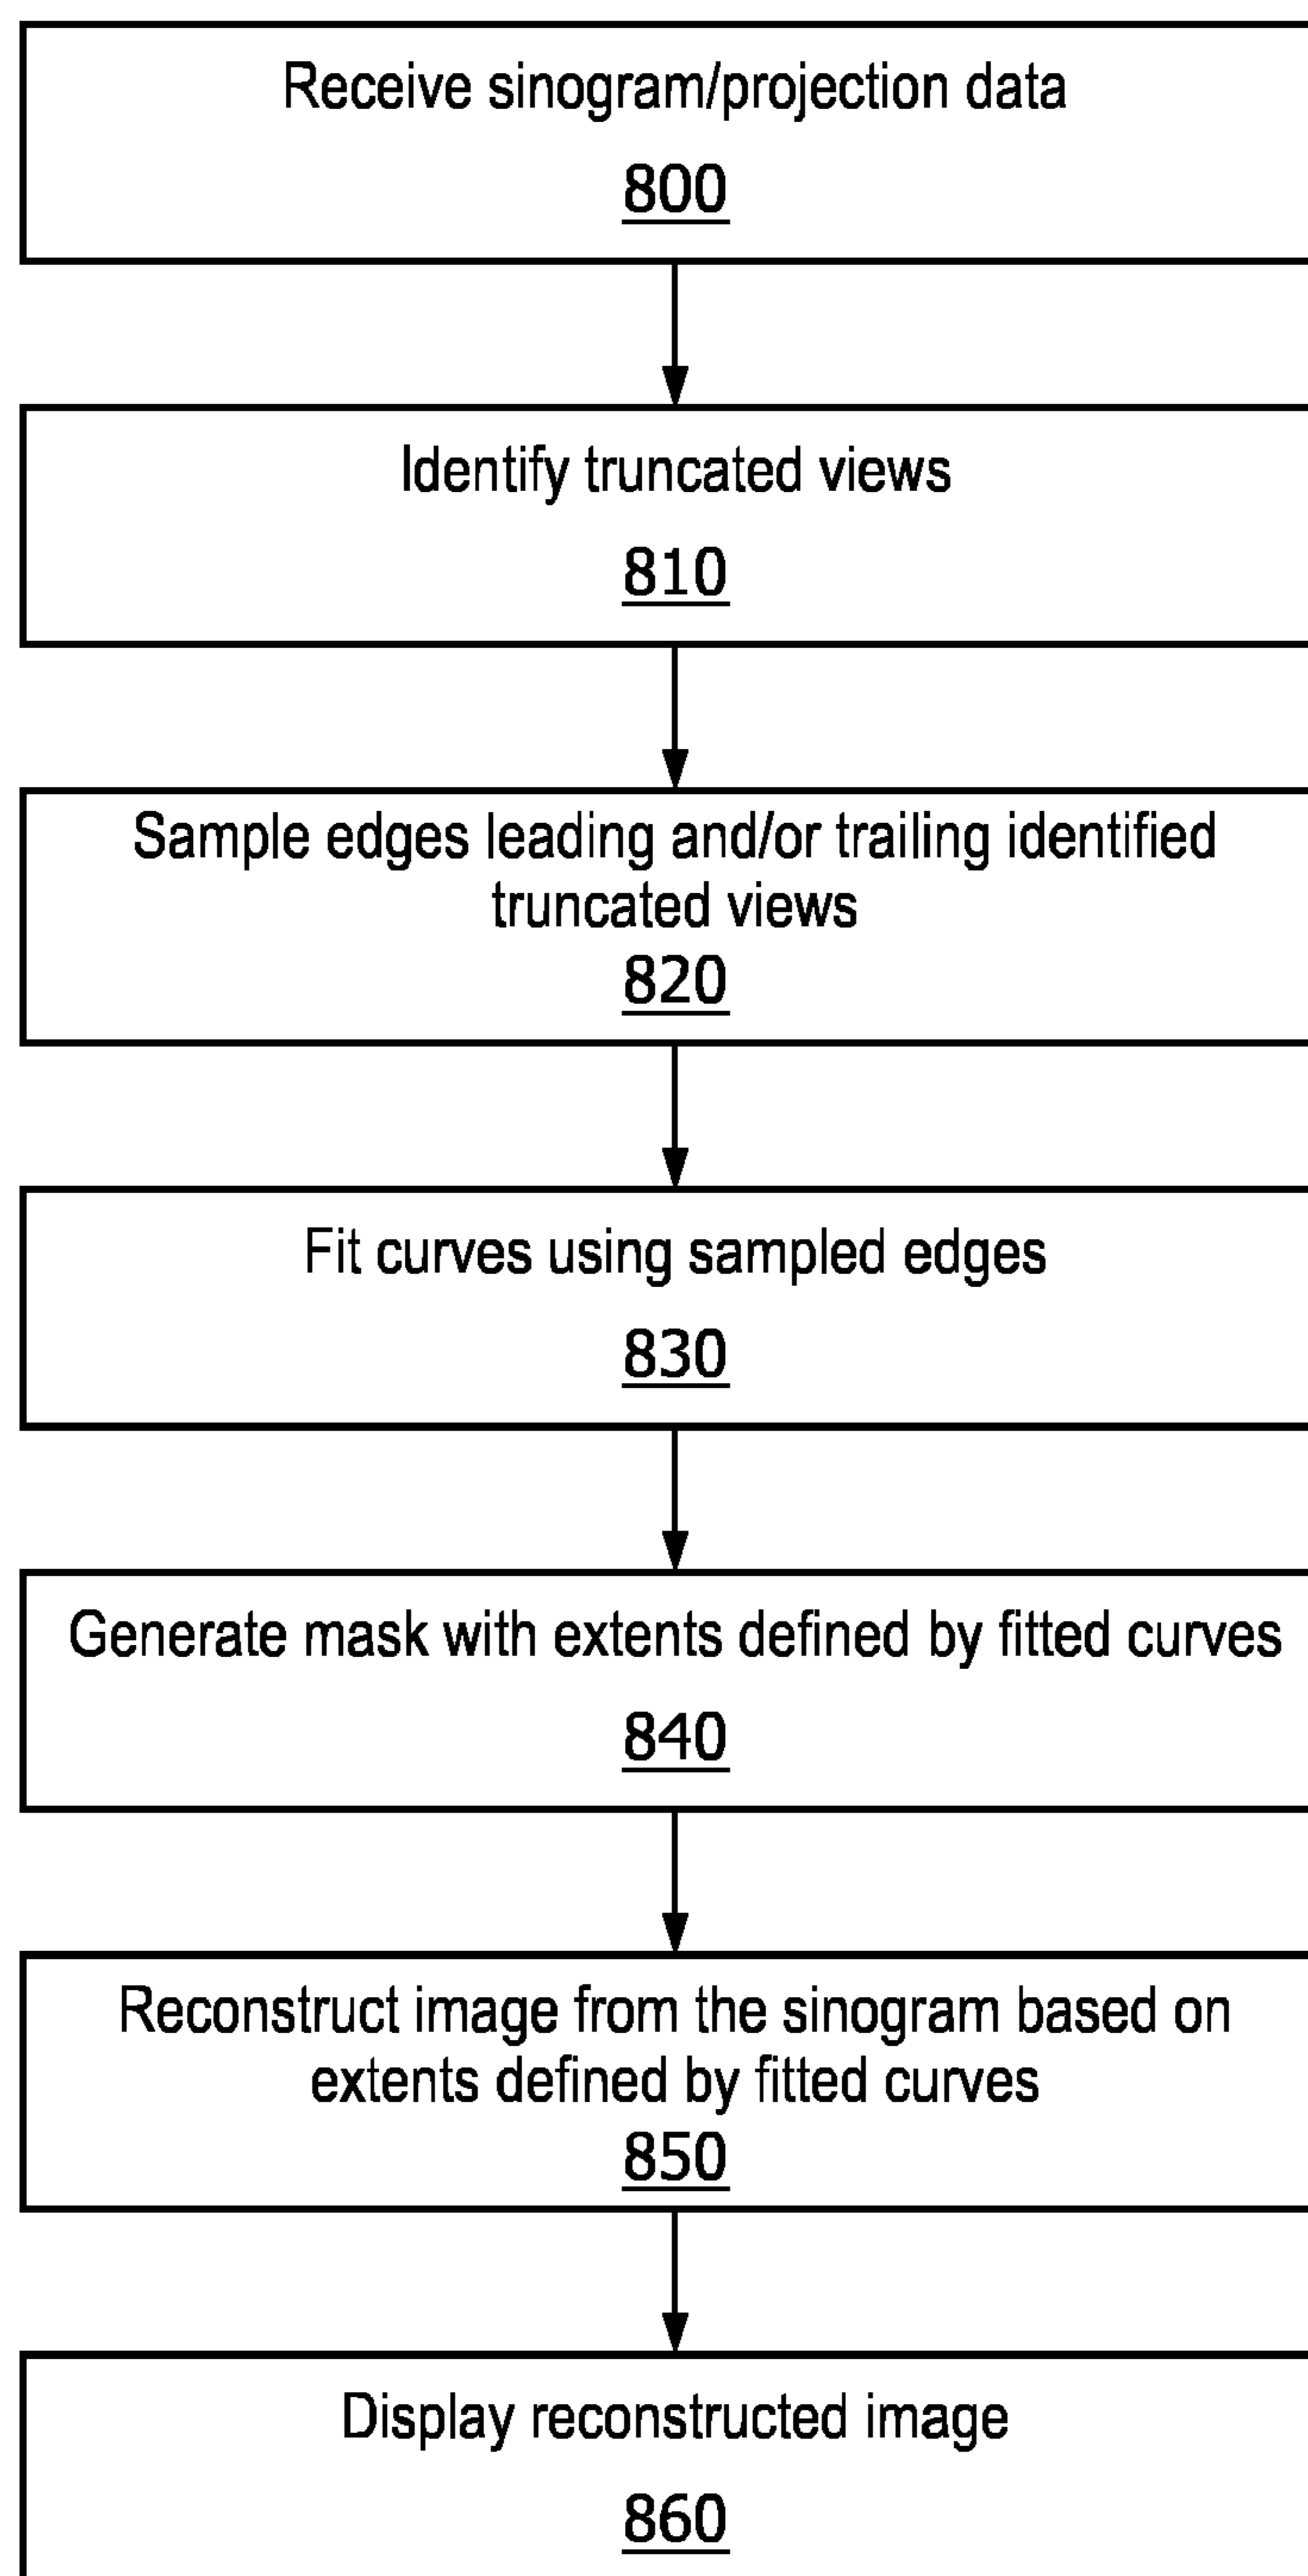 Receive sinogram/projection data
800
Identify truncated views
810
Sample edges leading and/or trailing identified
truncated views
820
Fit curves using sampled edges
830
Generate mask with extents defined by fitted curves
840
Reconstruct image from the sinogram based on
extents defined by fitted curves
850
Display reconstructed image
860